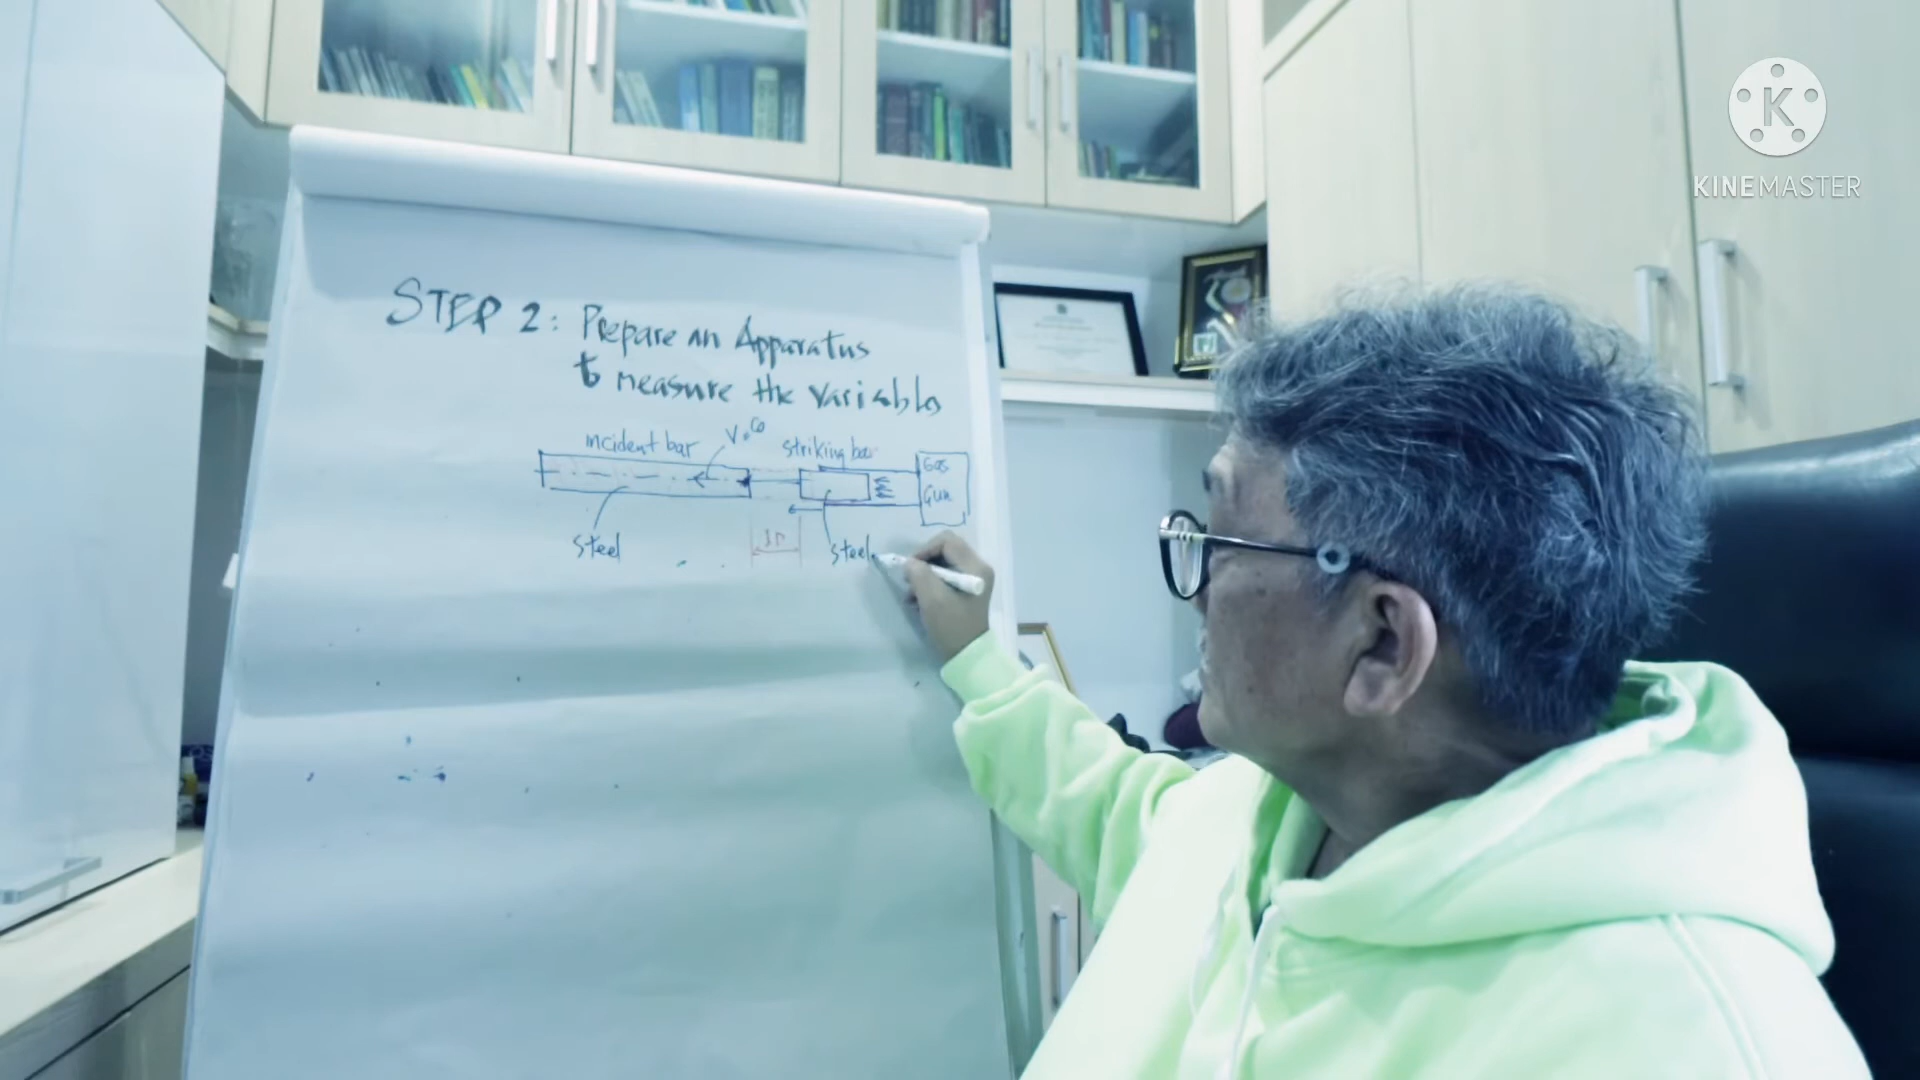 STEP 2: Prepare an Apparatus
to measure the variables
incident bar
striking bar
Gas
Gun
steel
steel
KINEMASTER